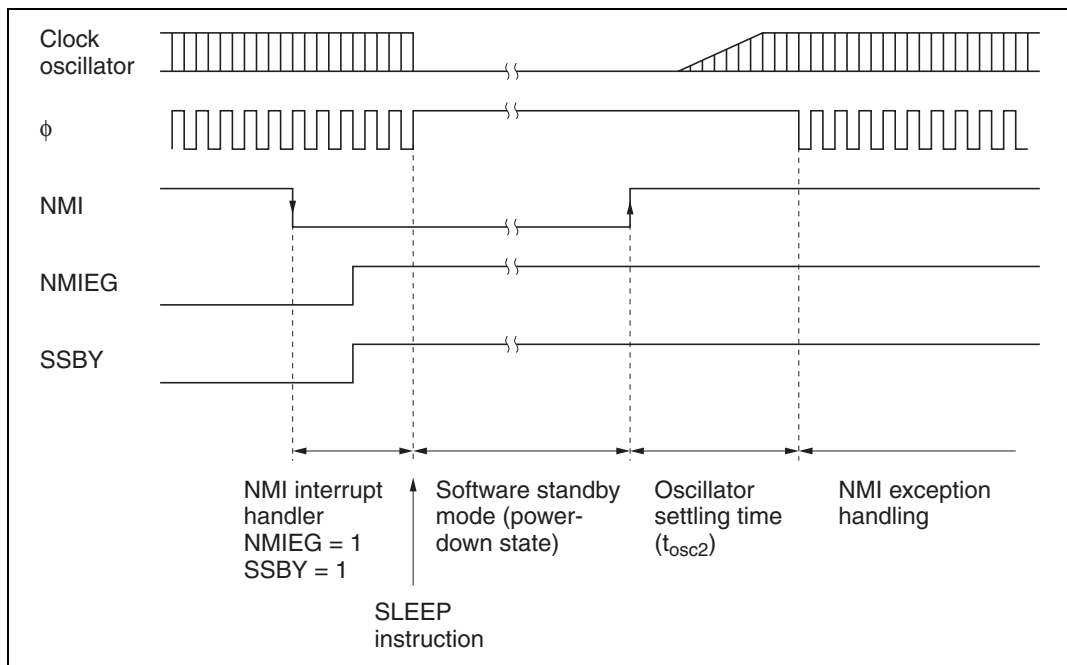 Clock
oscillator
φ
NMI
NMIEG
SSBY
NMI interrupt
handler
NMIEG = 1
SSBY = 1
Software standby
mode (power-
down state)
Oscillator
settling time
(tosc2)
NMI exception
handling
SLEEP
instruction